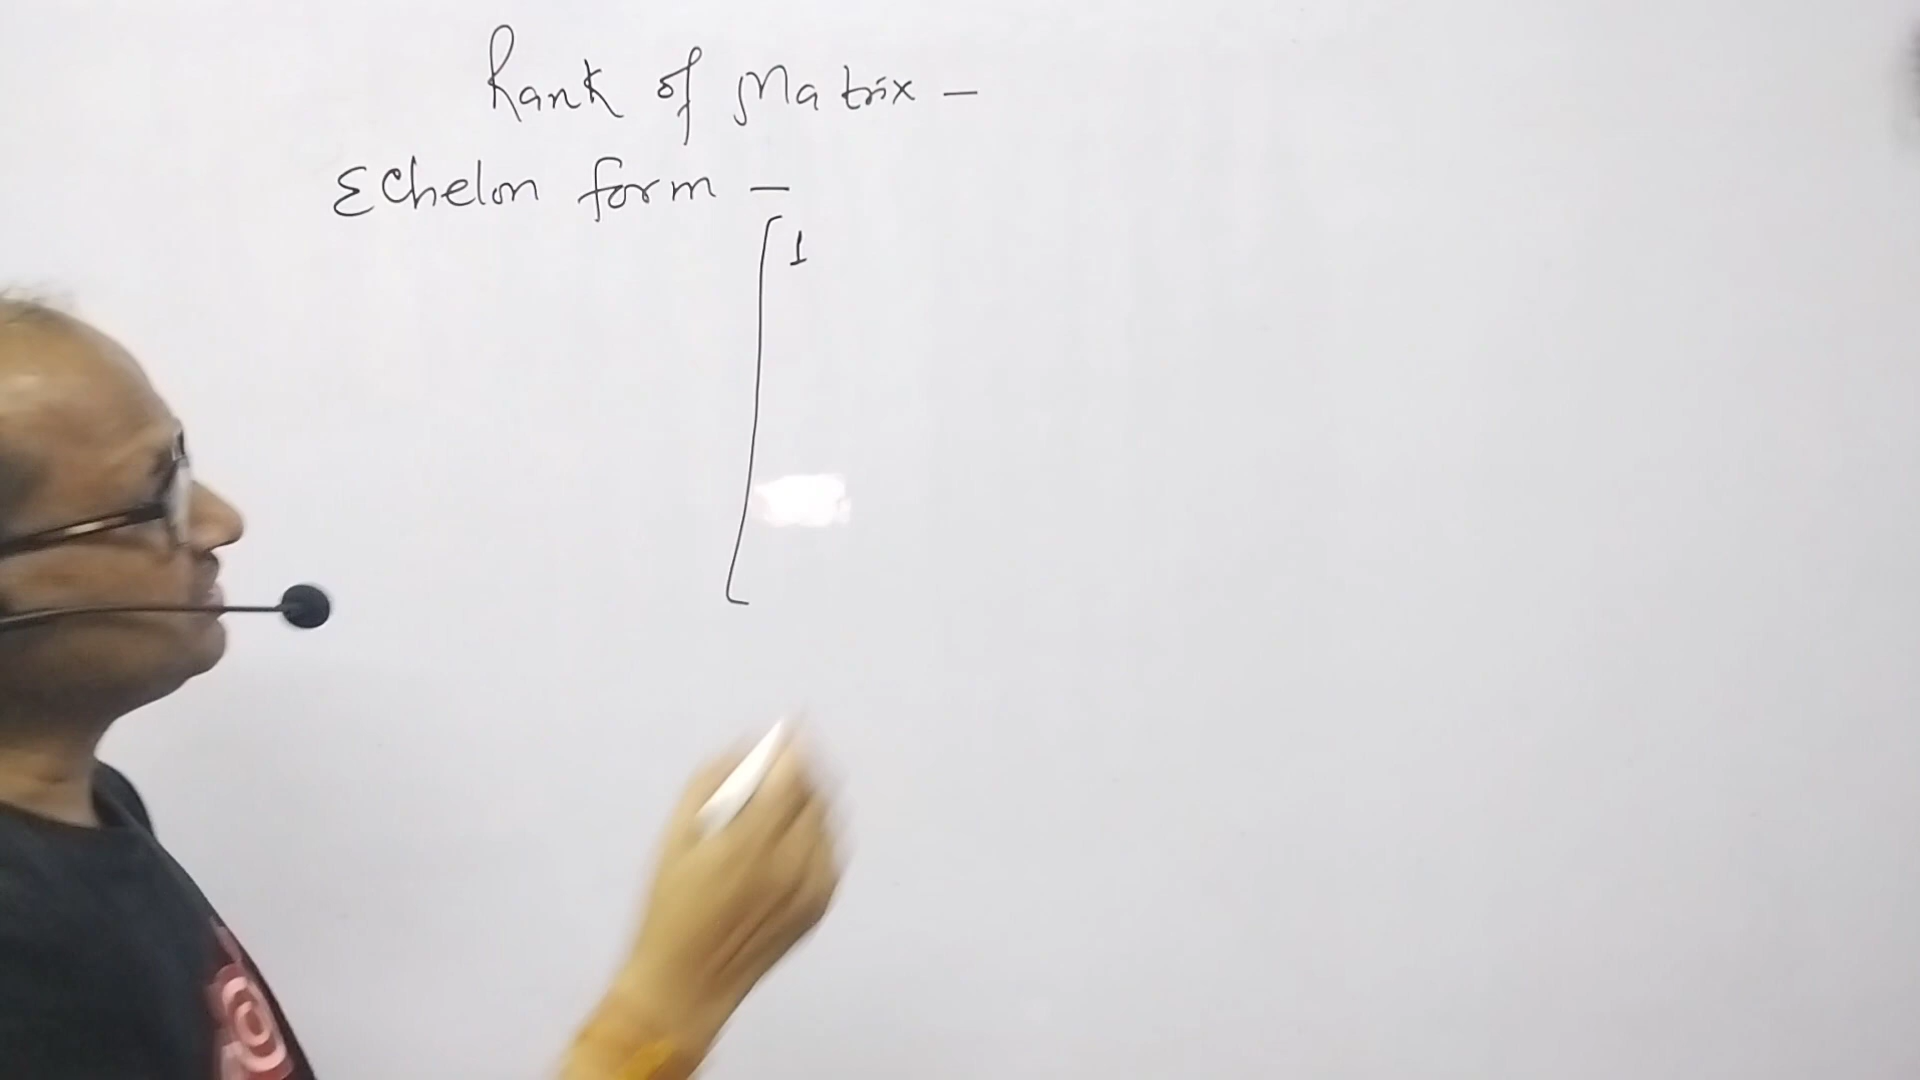 Rank of Matrix -
Echelon form -
[1